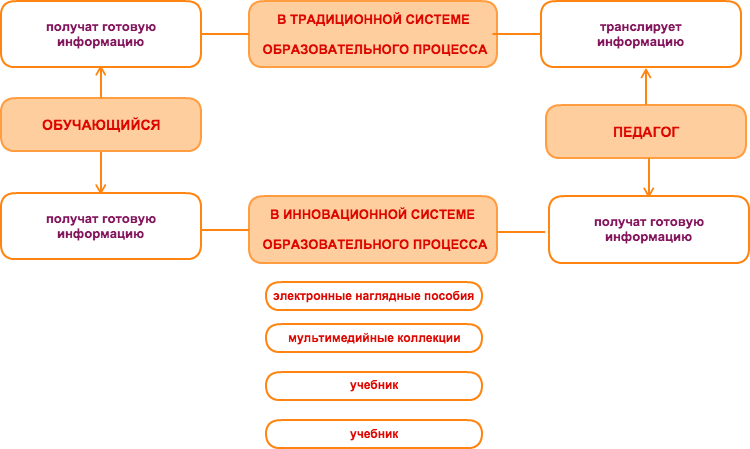 получат готовую
информацию
В ТРАДИЦИОННОЙ СИСТЕМЕ
ОБРАЗОВАТЕЛЬНОГО ПРОЦЕССА
транслирует
информацию
ОБУЧАЮЩИЙСЯ
ПЕДАГОГ
получат готовую
информацию
В ИННОВАЦИОННОЙ СИСТЕМЕ
ОБРАЗОВАТЕЛЬНОГО ПРОЦЕССА
получат готовую
информацию
электронные наглядные пособия
мультимедийные коллекции
учебник
учебник